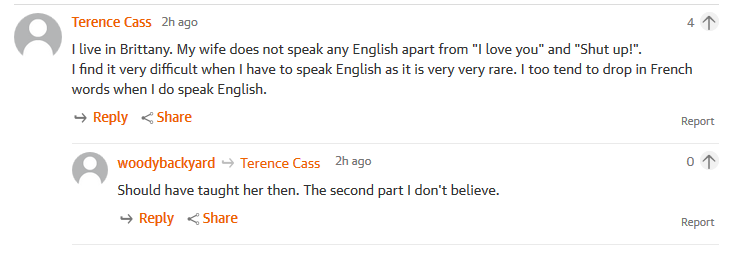 Terence Cass 2h ago 4
I live in Brittany. My wife does not speak any English apart from "I love you" and "Shut up!".
I find it very difficult when I have to speak English as it is very very rare. I too tend to drop in French
words when I do speak English.
Reply Share Report
woodybackyard Terence Cass 2h ago 0
Should have taught her then. The second part I don't believe.
Reply Share Report